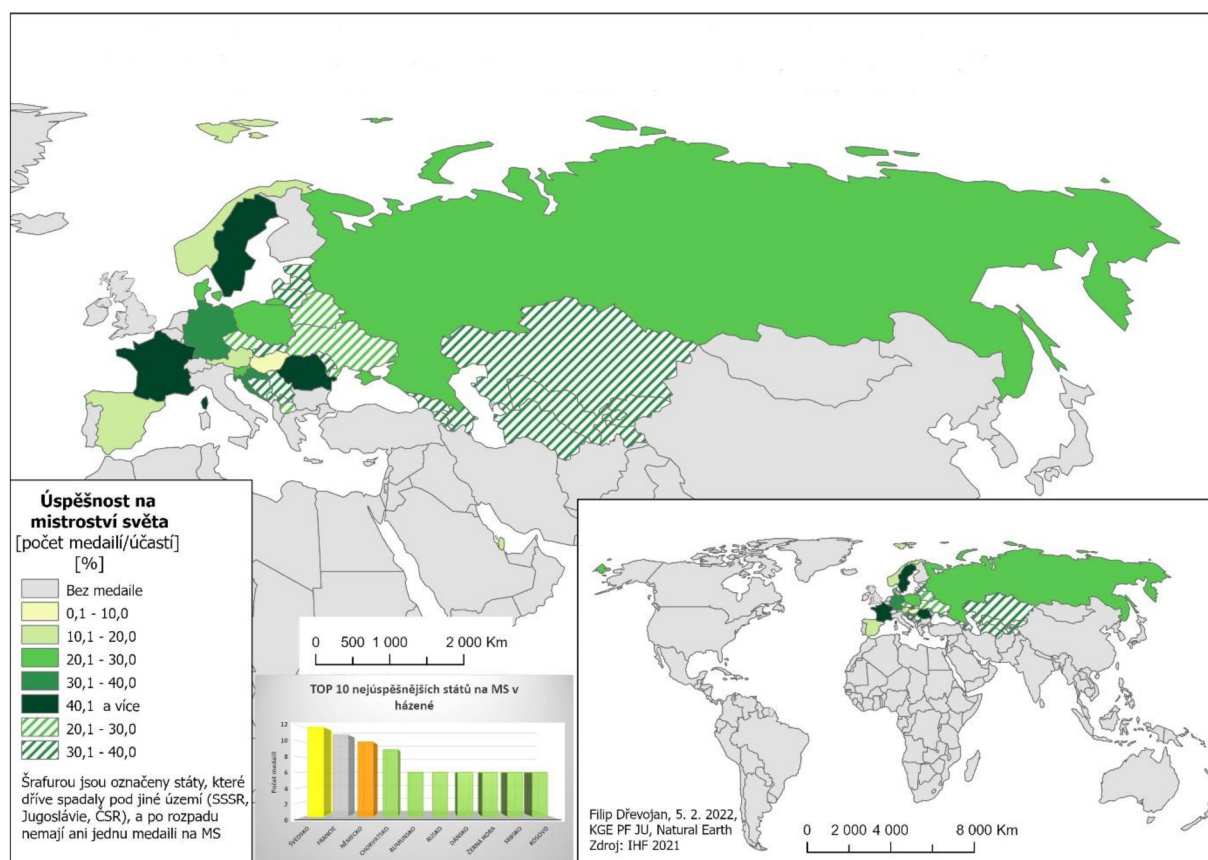 Úspěšnost na
mistroství světa
[počet medailí/účastí]
[%]
Bez medaile
0,1 - 10,0
10,1 - 20,0
20,1 - 30,0
30,1 - 40,0
40,1 a více
20,1 - 30,0
30,1 - 40,0
Šrafurou jsou označeny státy, které
dříve spadaly pod jiné území (SSSR,
Jugoslávie, ČSR), a po rozpadu
nemají ani jednu medaili na MS
0 500 1 000 2 000 Km
TOP 10 nejúspěšnějších států na MS v
házené
Počet medailí
12
10
8
6
4
2
0
ŠVÉDSKO
FRANCIE
NĚMECKO
CHORVATSKO
RUMUNSKO
RUSKO
DÁNSKO
ČERNÁ HORA
SRBSKO
KOSOVO
Filip Dřevojan, 5. 2. 2022,
KGE PF JU, Natural Earth
Zdroj: IHF 2021
0 2 000 4 000 8 000 Km